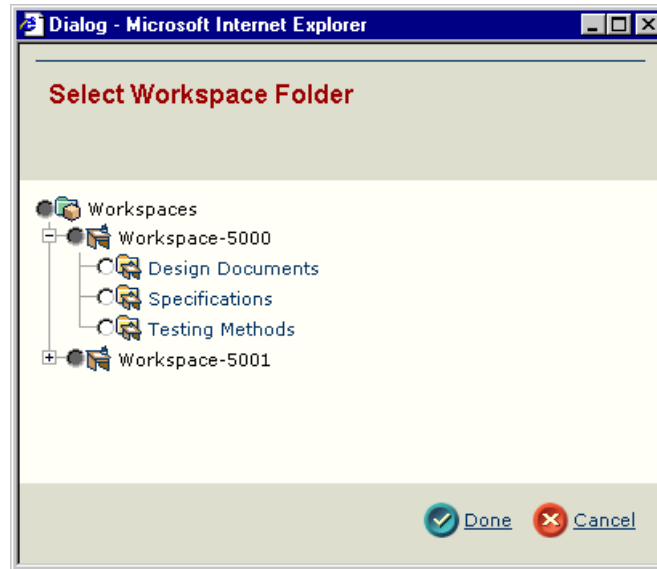 Dialog - Microsoft Internet Explorer
Select Workspace Folder
Workspaces
Workspace-5000
Design Documents
Specifications
Testing Methods
Workspace-5001
Done Cancel